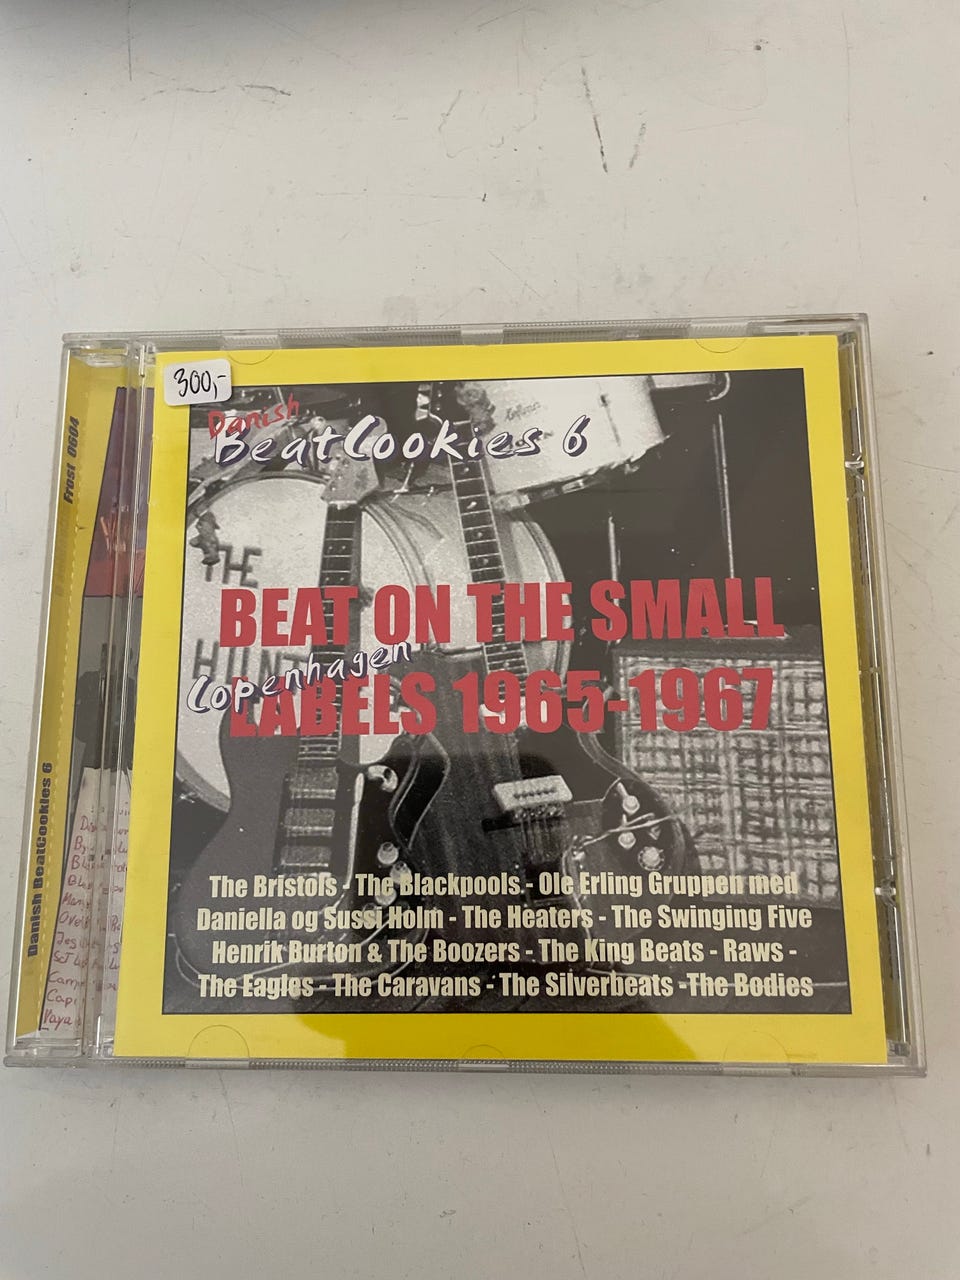 300,-
Danish
BeatCookies 6
THE
HUN
BEAT ON THE SMALL
Copenhagen
LABELS 1965-1967
The Bristols - The Blackpools - Ole Erling Gruppen med
Daniella og Sussi Holm - The Heaters - The Swinging Five
Henrik Burton & The Boozers - The King Beats - Raws -
The Eagles - The Caravans - The Silverbeats -The Bodies
Frost 0604
Danish BeatCookies 6